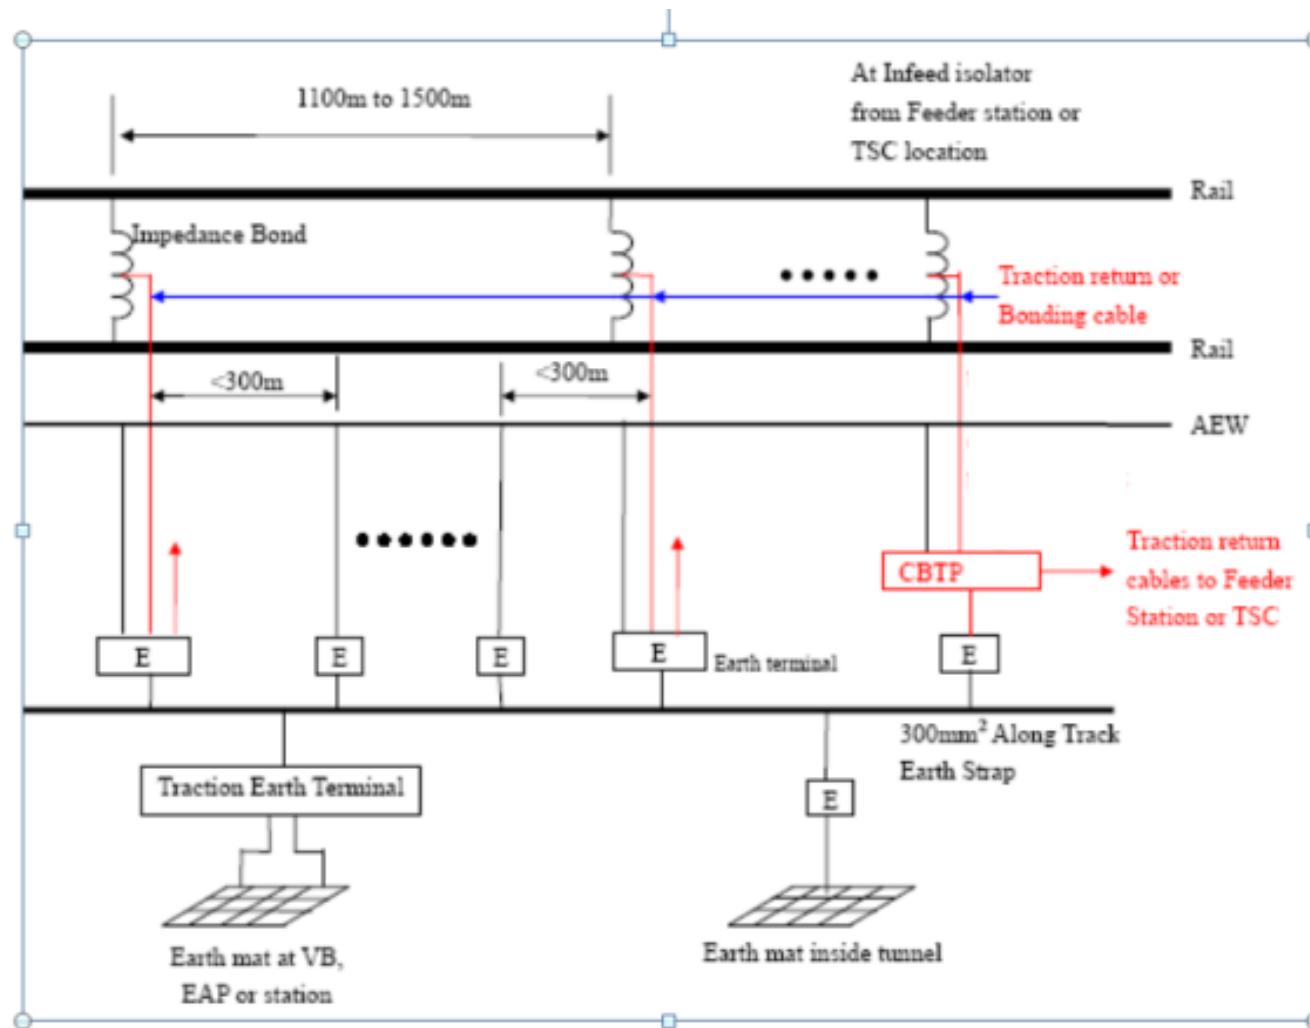 At Infeed isolator
from Feeder station or
TSC location
1100m to 1500m
Rail
Impedance Bond
Traction return or
Bonding cable
Rail
<300m
<300m
AEW
CBTP
Traction return
cables to Feeder
Station or TSC
E
E
E
E
Earth terminal
E
300mm² Along Track
Earth Strap
Traction Earth Terminal
E
Earth mat at VB,
EAP or station
Earth mat inside tunnel